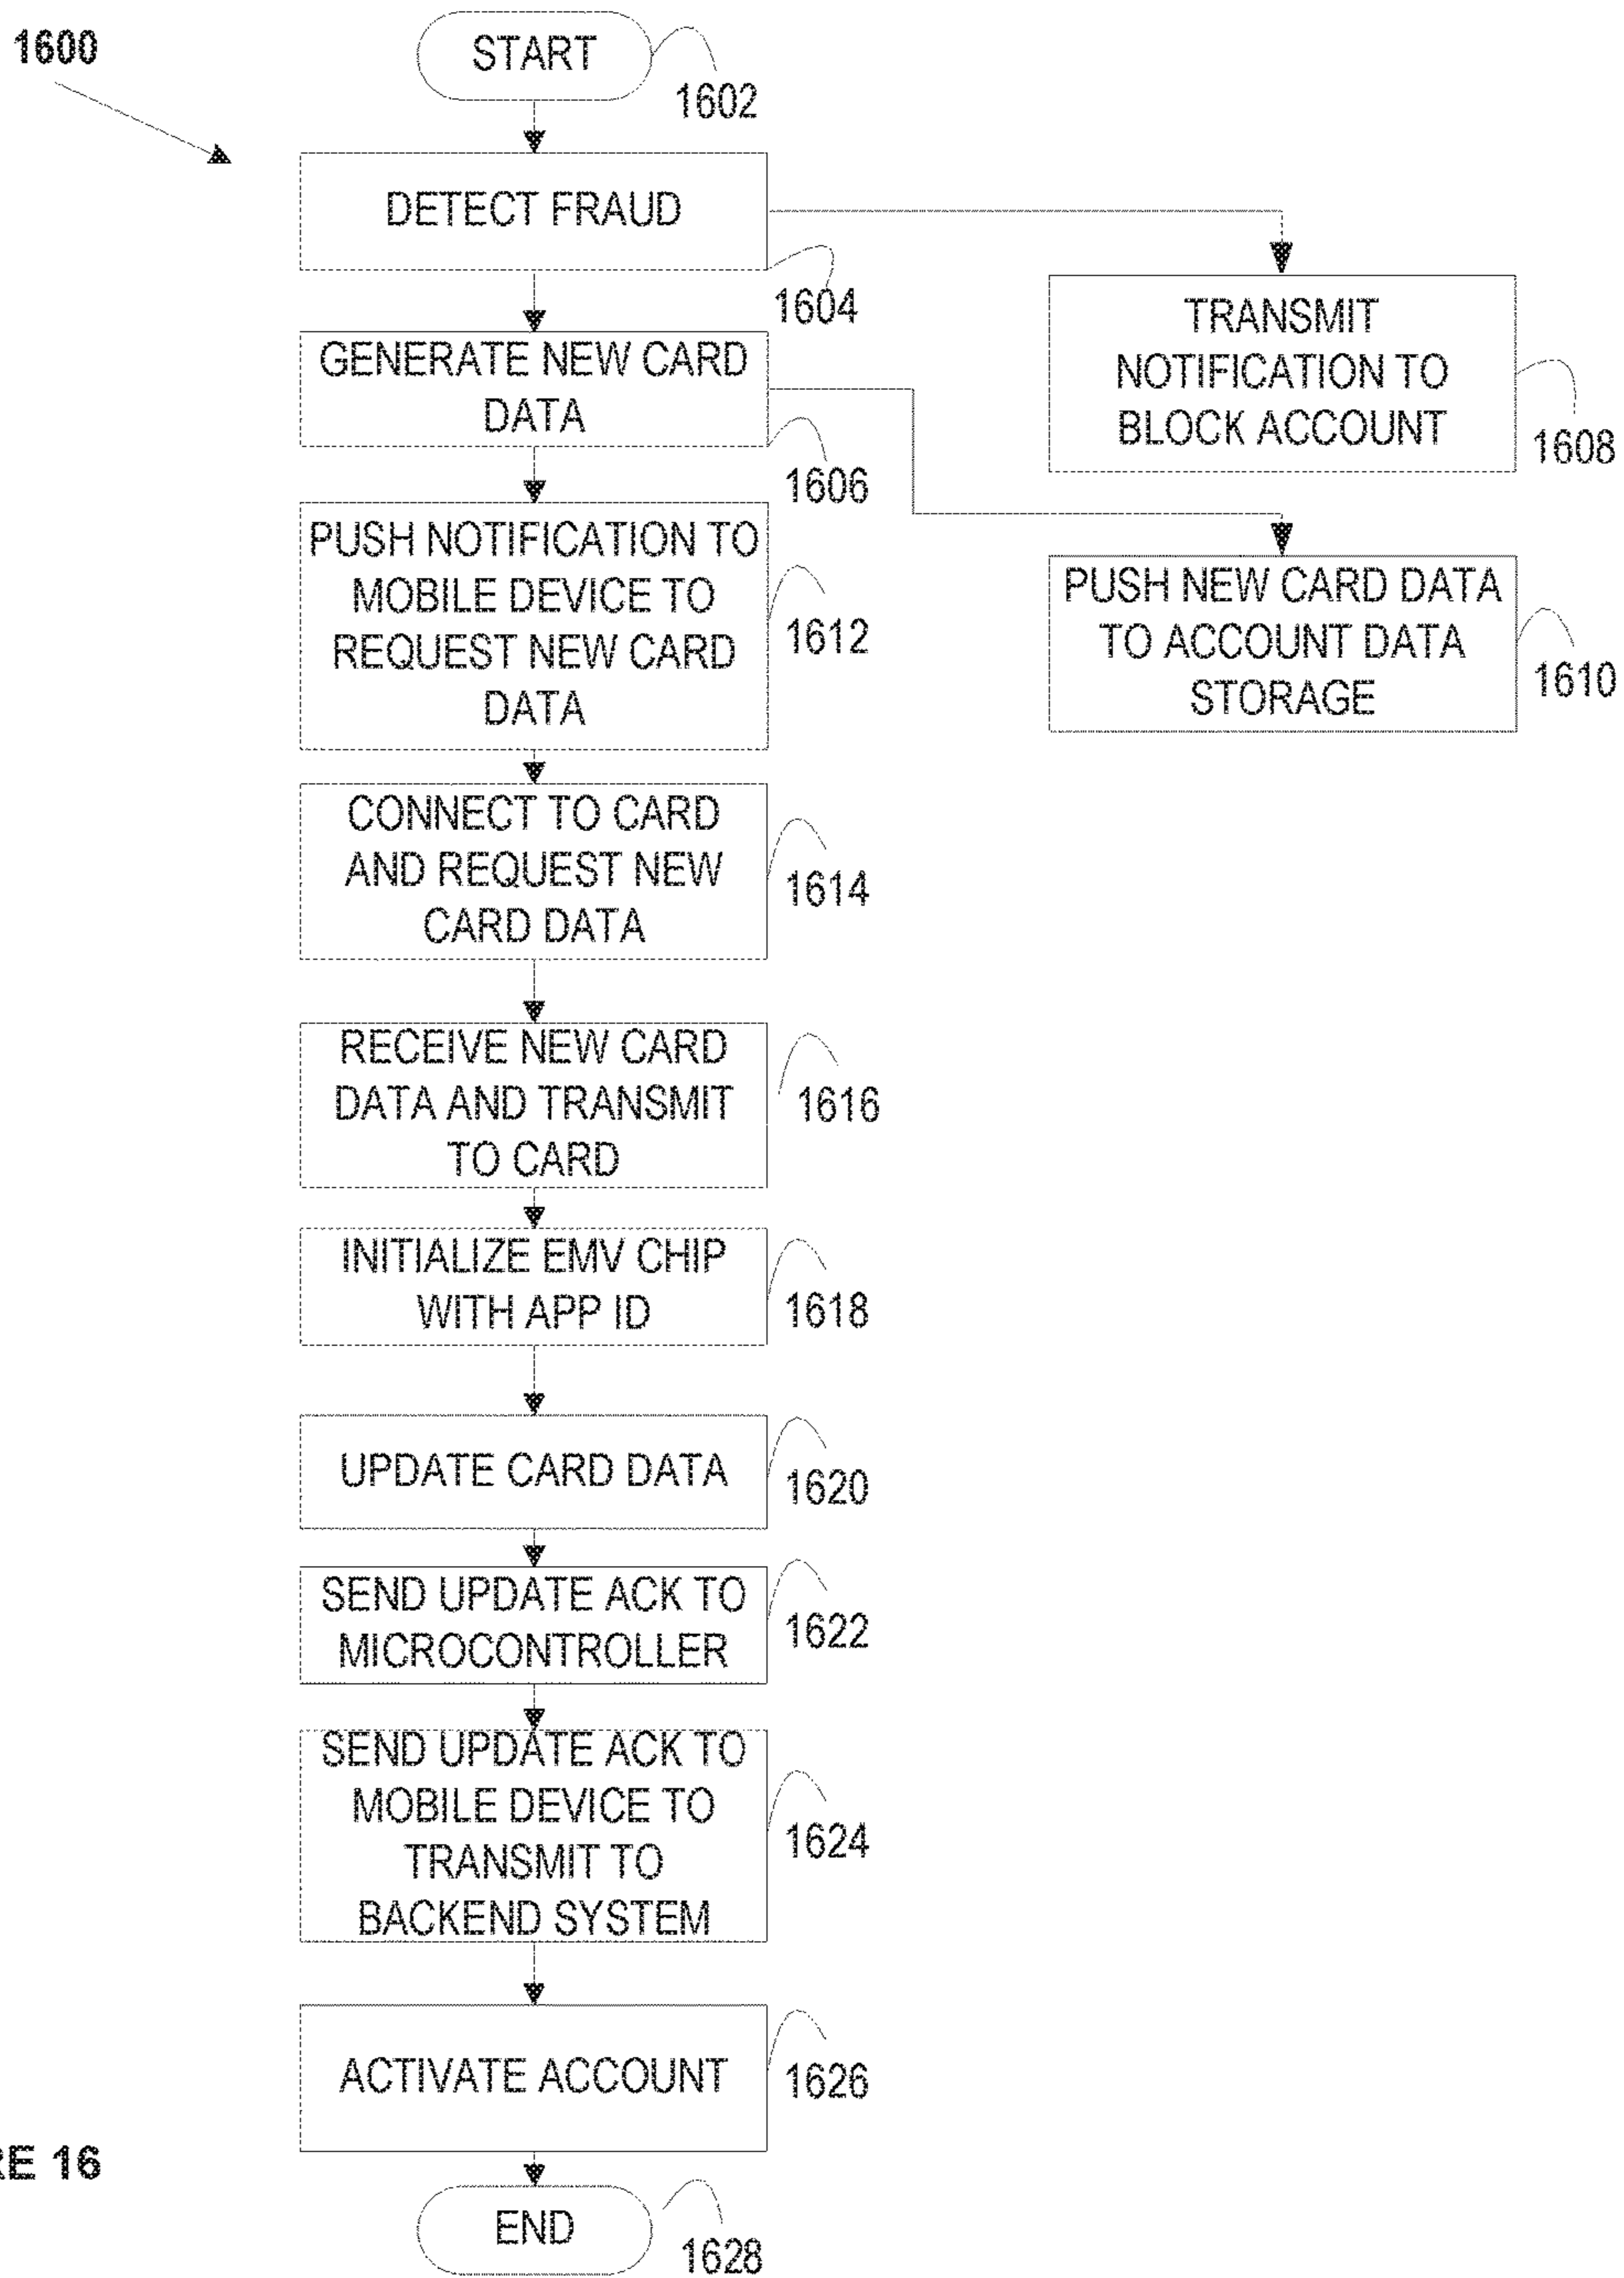 1600
START
1602
DETECT FRAUD
1604
TRANSMIT
NOTIFICATION TO
BLOCK ACCOUNT
1608
GENERATE NEW CARD
DATA
1606
PUSH NEW CARD DATA
TO ACCOUNT DATA
STORAGE
1610
PUSH NOTIFICATION TO
MOBILE DEVICE TO
REQUEST NEW CARD
DATA
1612
CONNECT TO CARD
AND REQUEST NEW
CARD DATA
1614
RECEIVE NEW CARD
DATA AND TRANSMIT
TO CARD
1616
INITIALIZE EMV CHIP
WITH APP ID
1618
UPDATE CARD DATA
1620
SEND UPDATE ACK TO
MICROCONTROLLER
1622
SEND UPDATE ACK TO
MOBILE DEVICE TO
TRANSMIT TO
BACKEND SYSTEM
1624
ACTIVATE ACCOUNT
1626
RE 16
END
1628